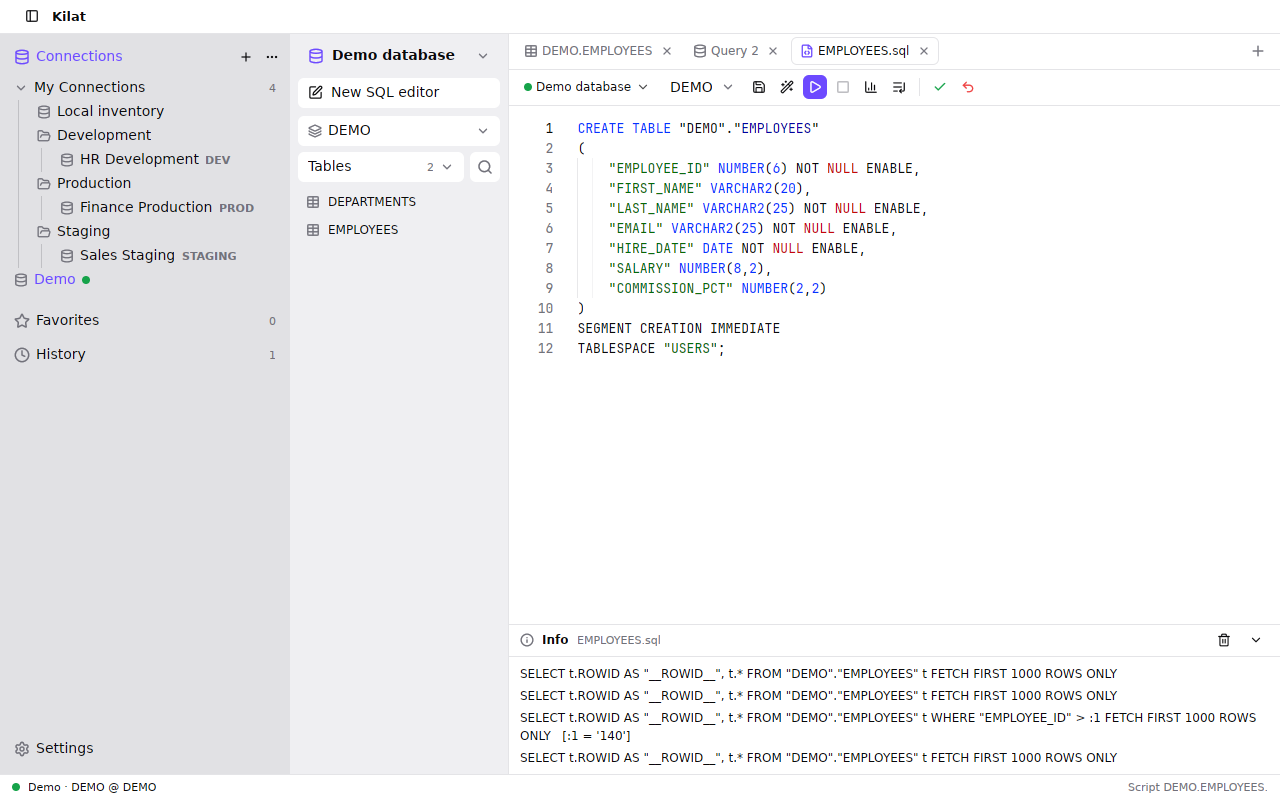 Kilat
Connections
My Connections 4
Local inventory
Development
HR Development DEV
Production
Finance Production PROD
Staging
Sales Staging STAGING
Demo
Favorites 0
History 1
Settings
Demo database
New SQL editor
DEMO
Tables 2
DEPARTMENTS
EMPLOYEES
DEMO.EMPLOYEES
Query 2
EMPLOYEES.sql
Demo database
DEMO
1 CREATE TABLE "DEMO"."EMPLOYEES"
2 (
3 "EMPLOYEE_ID" NUMBER(6) NOT NULL ENABLE,
4 "FIRST_NAME" VARCHAR2(20),
5 "LAST_NAME" VARCHAR2(25) NOT NULL ENABLE,
6 "EMAIL" VARCHAR2(25) NOT NULL ENABLE,
7 "HIRE_DATE" DATE NOT NULL ENABLE,
8 "SALARY" NUMBER(8,2),
9 "COMMISSION_PCT" NUMBER(2,2)
10 )
11 SEGMENT CREATION IMMEDIATE
12 TABLESPACE "USERS";
Info EMPLOYEES.sql
SELECT t.ROWID AS "__ROWID__", t.* FROM "DEMO"."EMPLOYEES" t FETCH FIRST 1000 ROWS ONLY
SELECT t.ROWID AS "__ROWID__", t.* FROM "DEMO"."EMPLOYEES" t FETCH FIRST 1000 ROWS ONLY
SELECT t.ROWID AS "__ROWID__", t.* FROM "DEMO"."EMPLOYEES" t WHERE "EMPLOYEE_ID" > :1 FETCH FIRST 1000 ROWS
ONLY [:1 = '140']
SELECT t.ROWID AS "__ROWID__", t.* FROM "DEMO"."EMPLOYEES" t FETCH FIRST 1000 ROWS ONLY
Demo · DEMO @ DEMO
Script DEMO.EMPLOYEES.